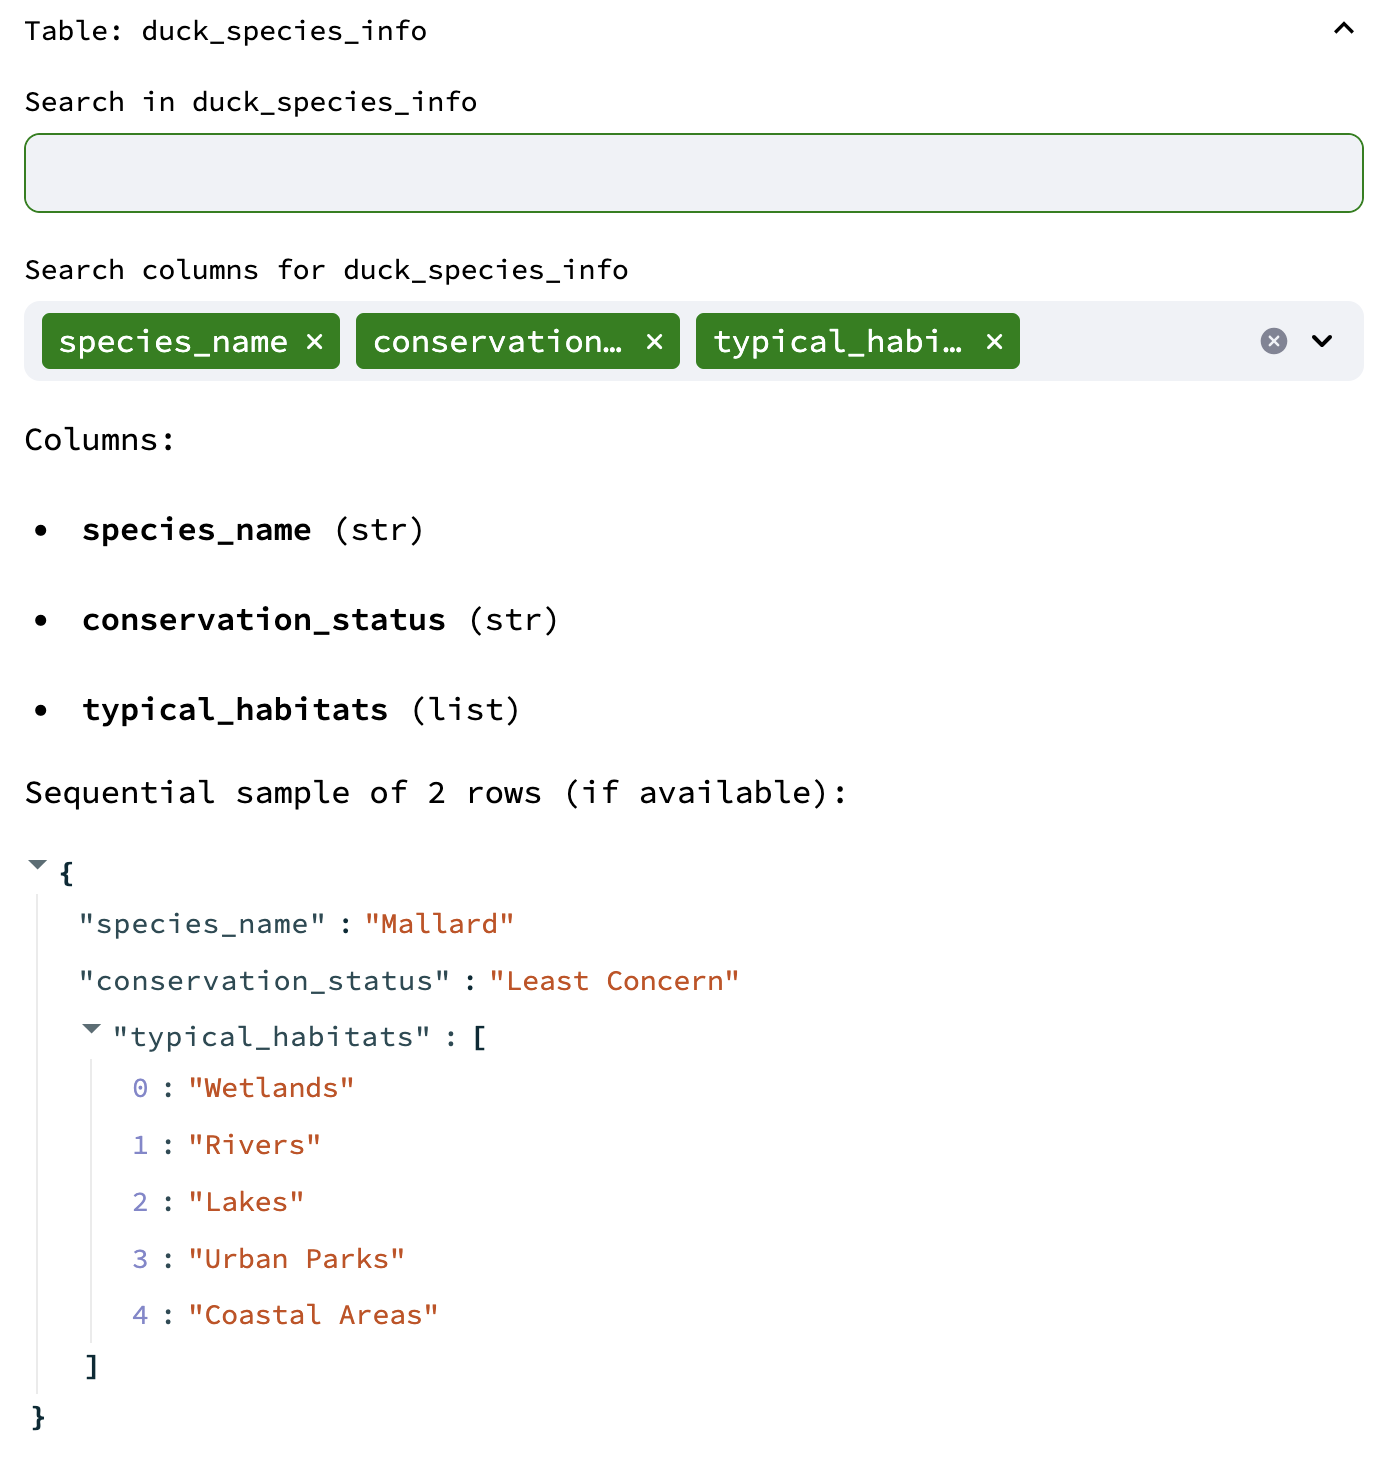 Table: duck_species_info
Search in duck_species_info
Search columns for duck_species_info
species_name × conservation… × typical_habi… ×
Columns:
• species_name (str)
• conservation_status (str)
• typical_habitats (list)
Sequential sample of 2 rows (if available):
{
"species_name" : "Mallard"
"conservation_status" : "Least Concern"
"typical_habitats" : [
0 : "Wetlands"
1 : "Rivers"
2 : "Lakes"
3 : "Urban Parks"
4 : "Coastal Areas"
]
}